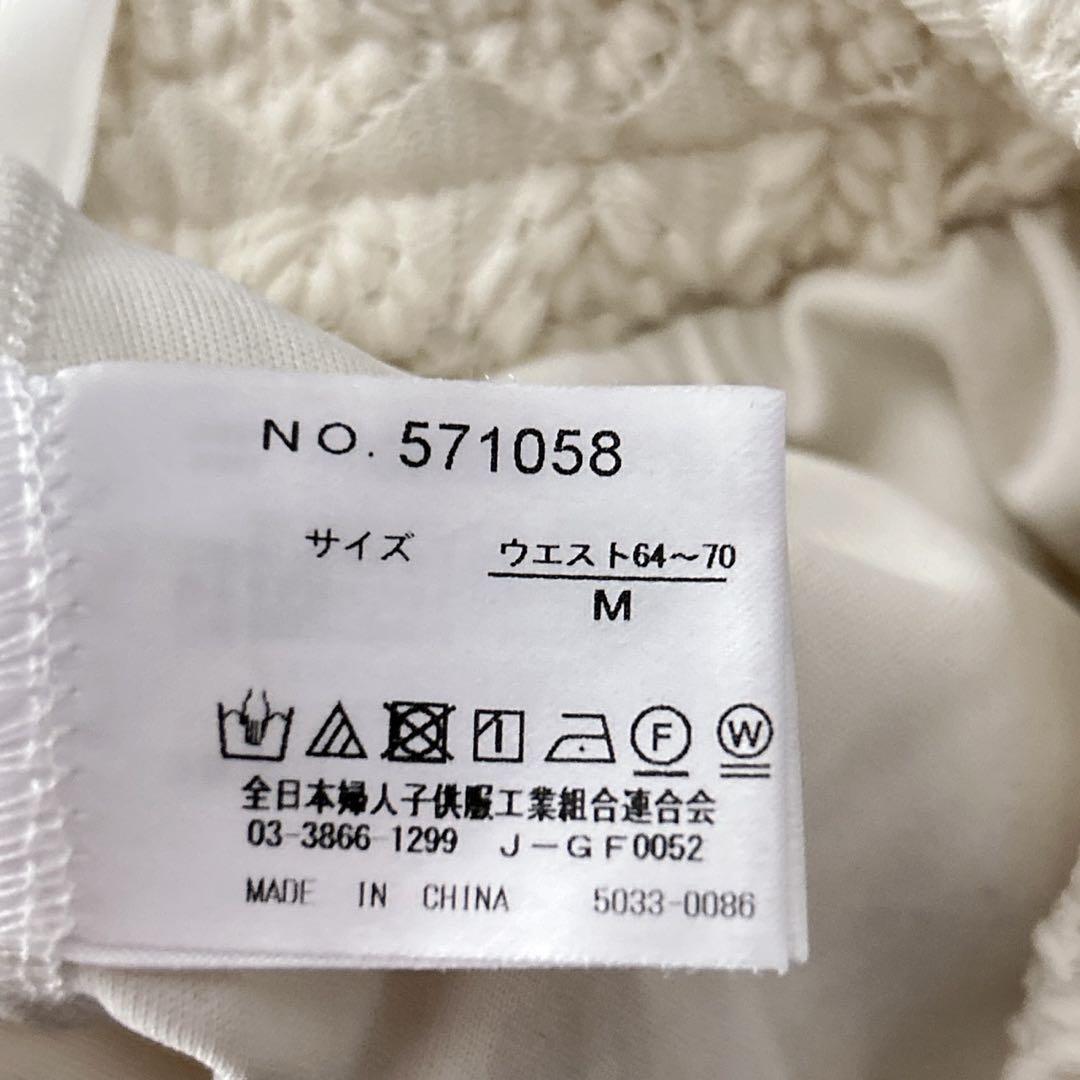 NO. 571058
サイズ ウエスト64～70
M
F W
全日本婦人子供服工業組合連合会
03-3866-1299 J-GF0052
MADE IN CHINA 5033-0086